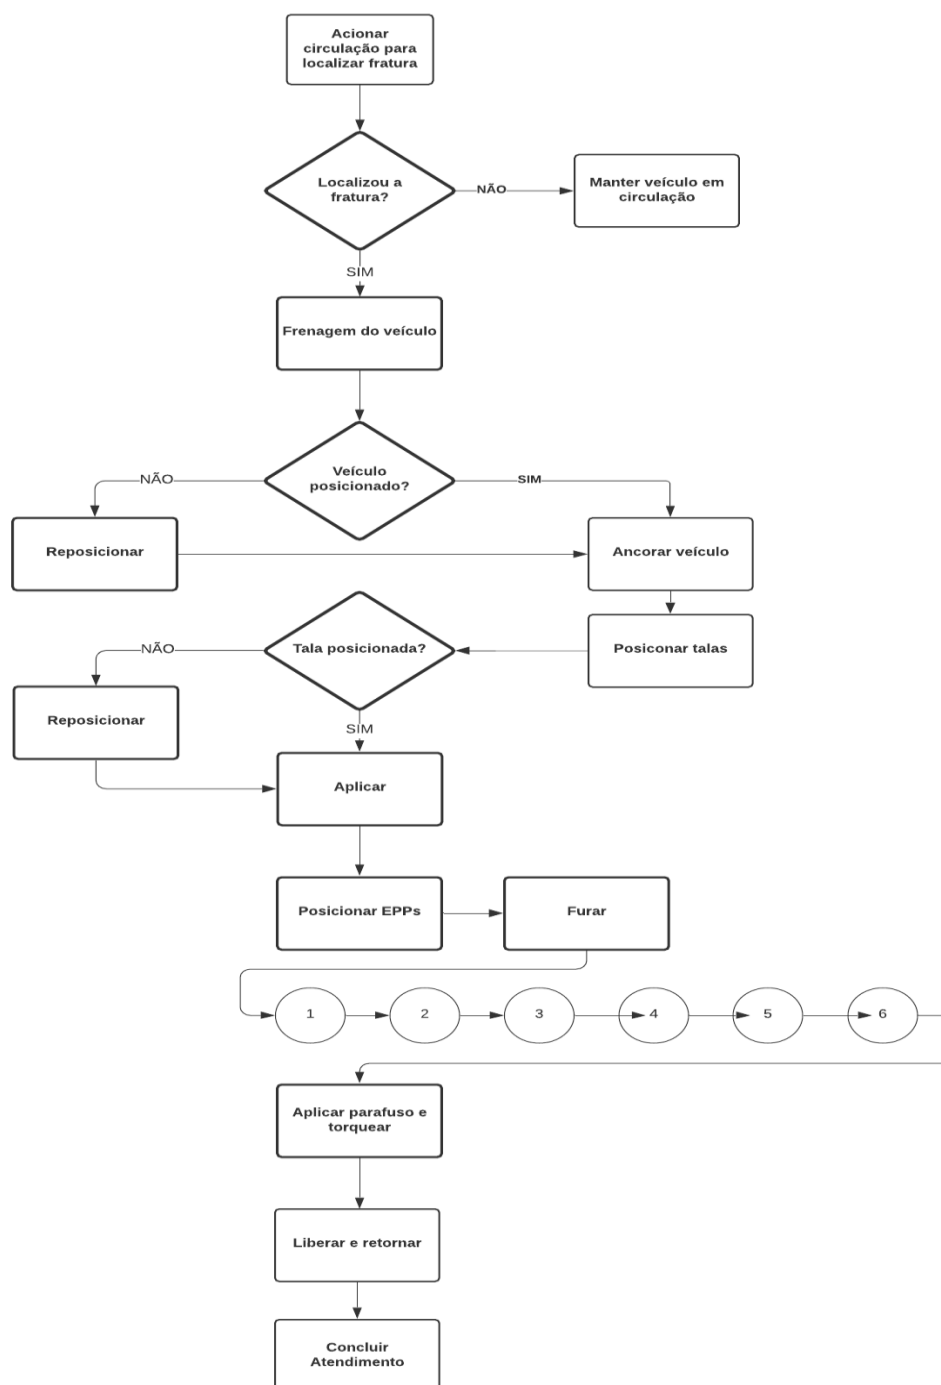 Acionar
circulação para
localizar fratura
Localizou a
fratura?
NÃO
Manter veículo em
circulação
SIM
Frenagem do veículo
Veículo
posicionado?
NÃO
SIM
Reposicionar
Ancorar veículo
Tala posicionada?
Posiconar talas
NÃO
Reposicionar
SIM
Aplicar
Posicionar EPPs
Furar
1
2
3
4
5
6
Aplicar parafuso e
torquear
Liberar e retornar
Concluir
Atendimento